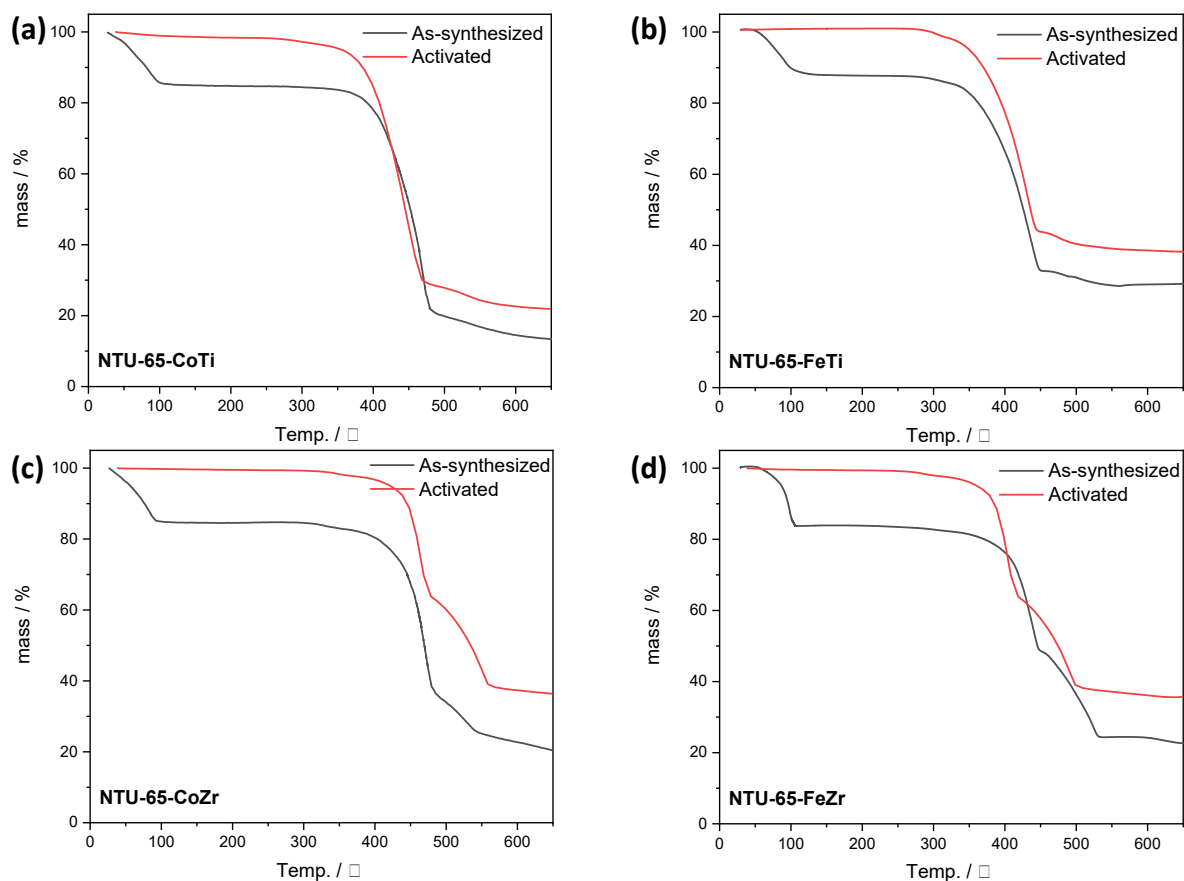 (a)
As-synthesized
Activated
100
80
60
40
20
0
mass / %
NTU-65-CoTi
0 100 200 300 400 500 600
Temp. / □
(b)
As-synthesized
Activated
100
80
60
40
20
0
mass / %
NTU-65-FeTi
0 100 200 300 400 500 600
Temp. / □
(c)
As-synthesized
Activated
100
80
60
40
20
0
mass / %
NTU-65-CoZr
0 100 200 300 400 500 600
Temp. / □
(d)
As-synthesized
Activated
100
80
60
40
20
0
mass / %
NTU-65-FeZr
0 100 200 300 400 500 600
Temp. / □